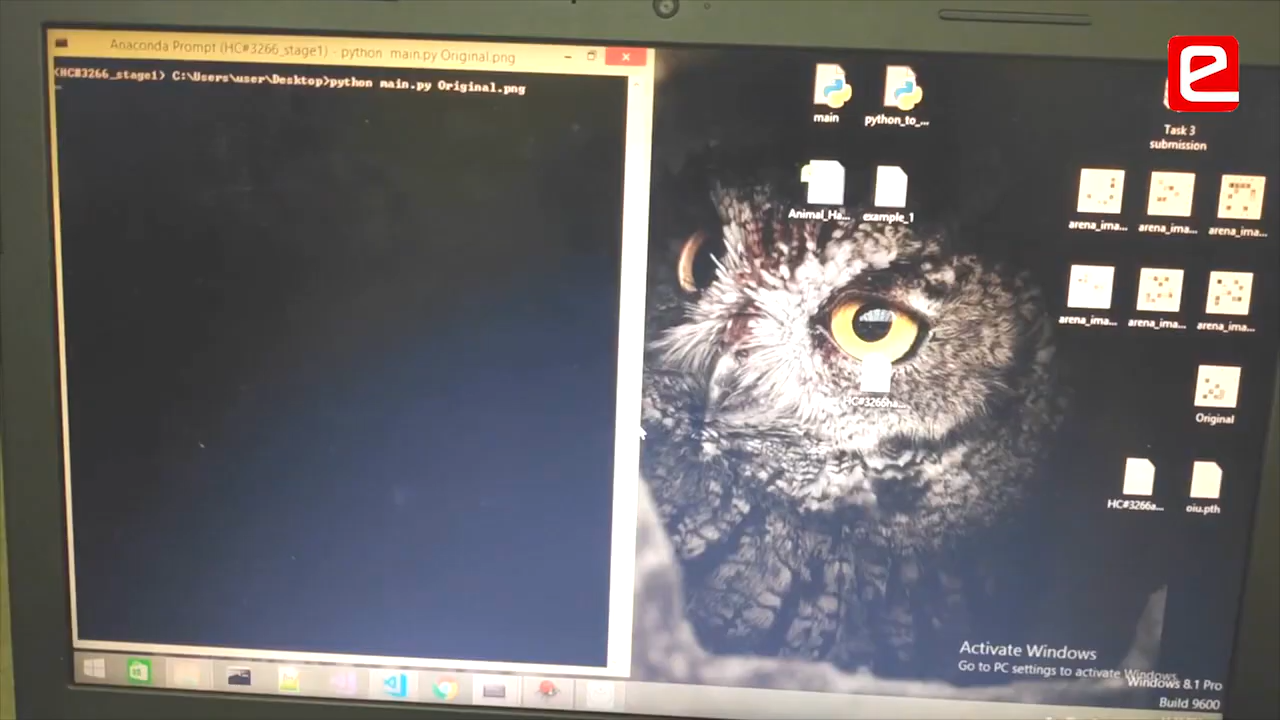 Anaconda Prompt (HC#3266_stage1) - python main.py Original.png
(HC#3266_stage1) C:\Users\user\Desktop>python main.py Original.png
e
main
python_to_...
Task 3
submission
Animal_Ha...
example_1
arena_ima...
arena_ima...
arena_ima...
arena_ima...
arena_ima...
arena_ima...
HC#3266ha...
Original
HC#3266a...
oiu.pth
Activate Windows
Go to PC settings to activate Windows.
Windows 8.1 Pro
Build 9600